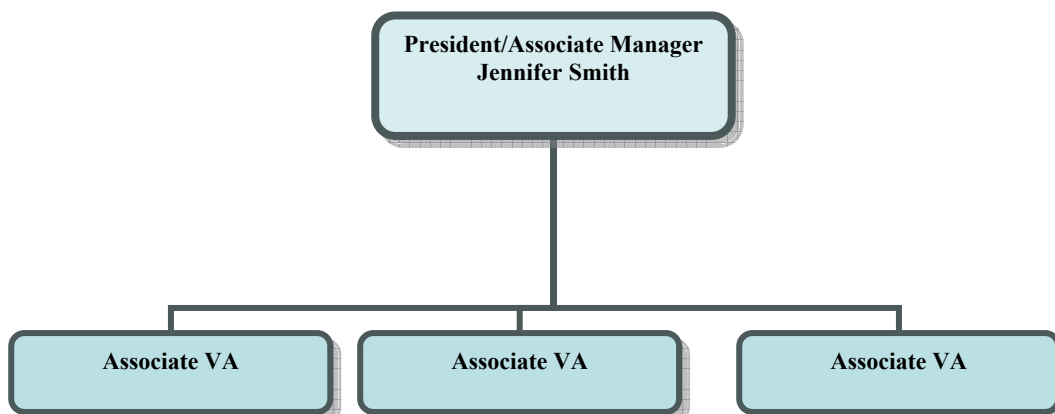 President/Associate Manager
Jennifer Smith
Associate VA
Associate VA
Associate VA